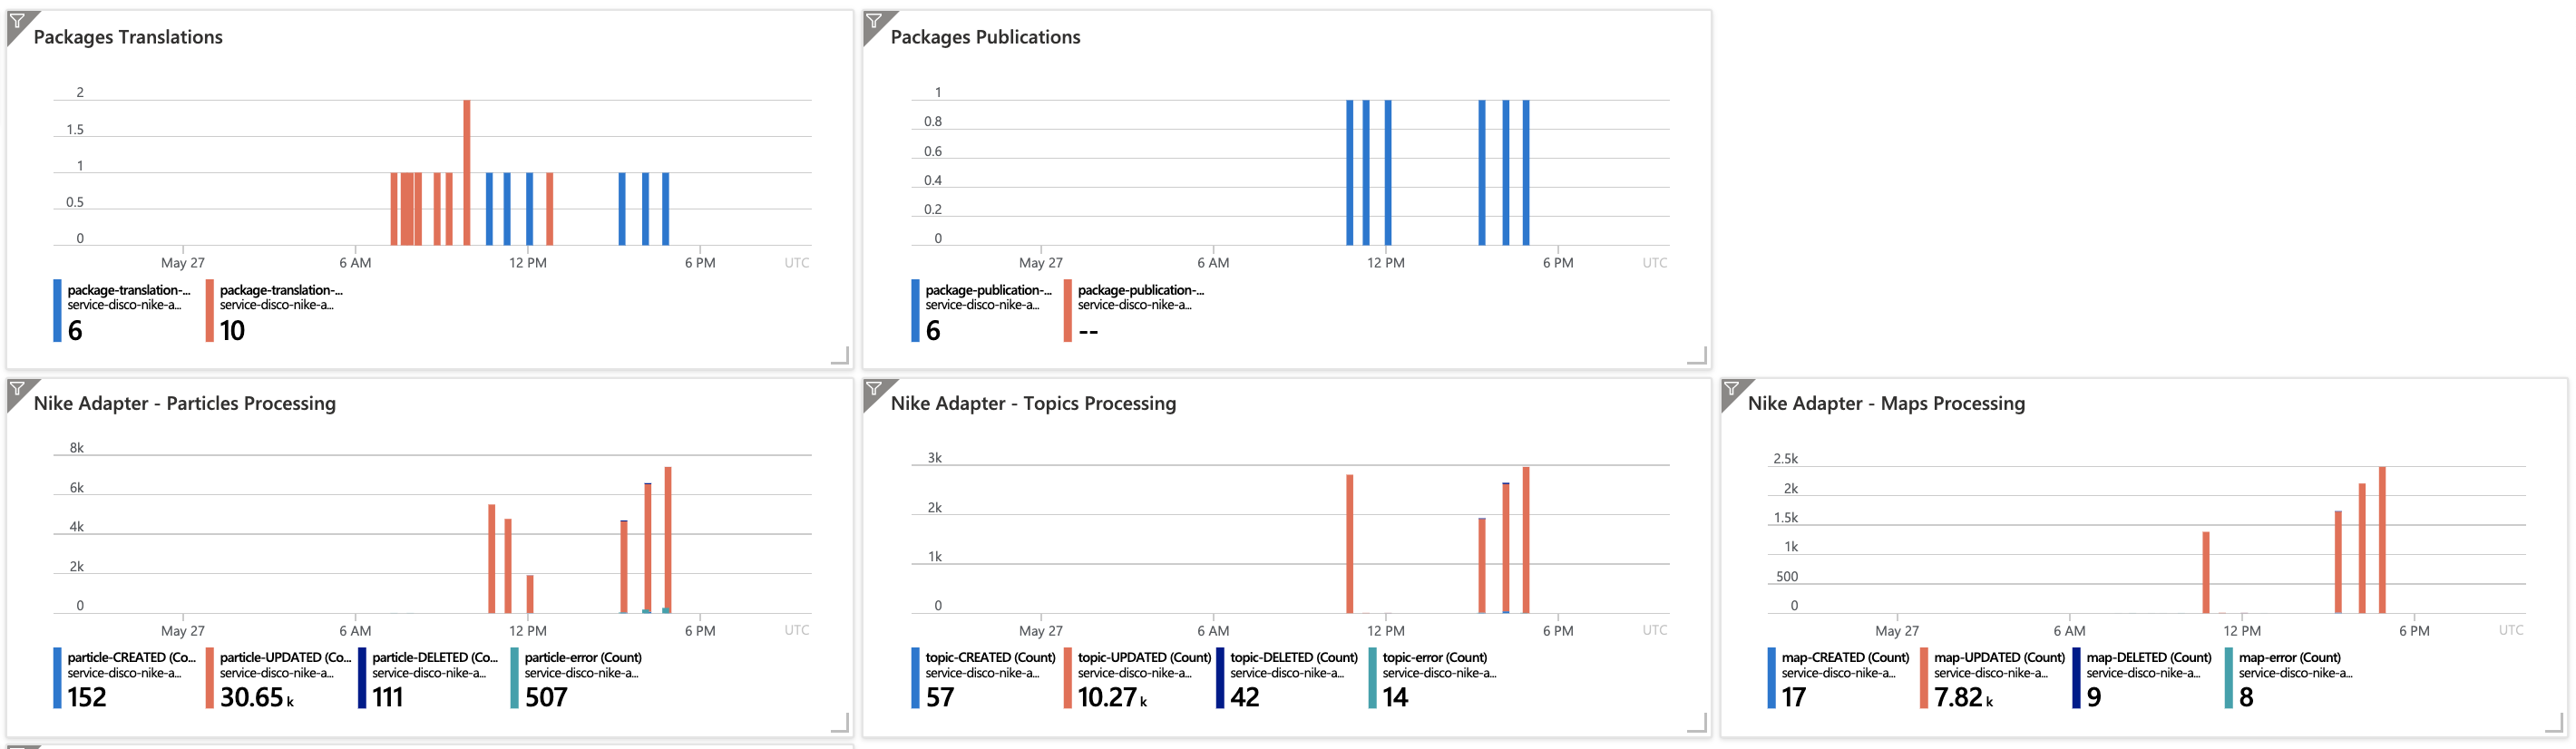 Packages Translations
2
1.5
1
0.5
0
May 27
6 AM
12 PM
6 PM
UTC
package-translation-...
service-disco-nike-a...
6
package-translation-...
service-disco-nike-a...
10
Packages Publications
1
0.8
0.6
0.4
0.2
0
May 27
6 AM
12 PM
6 PM
UTC
package-publication-...
service-disco-nike-a...
6
package-publication-...
service-disco-nike-a...
--
Nike Adapter - Particles Processing
8k
6k
4k
2k
0
May 27
6 AM
12 PM
6 PM
UTC
particle-CREATED (Co...
service-disco-nike-a...
152
particle-UPDATED (Co...
service-disco-nike-a...
30.65 k
particle-DELETED (Co...
service-disco-nike-a...
111
particle-error (Count)
service-disco-nike-a...
507
Nike Adapter - Topics Processing
3k
2k
1k
0
May 27
6 AM
12 PM
6 PM
UTC
topic-CREATED (Count)
service-disco-nike-a...
57
topic-UPDATED (Count)
service-disco-nike-a...
10.27 k
topic-DELETED (Count)
service-disco-nike-a...
42
topic-error (Count)
service-disco-nike-a...
14
Nike Adapter - Maps Processing
2.5k
2k
1.5k
1k
500
0
May 27
6 AM
12 PM
6 PM
UTC
map-CREATED (Count)
service-disco-nike-a...
17
map-UPDATED (Count)
service-disco-nike-a...
7.82 k
map-DELETED (Count)
service-disco-nike-a...
9
map-error (Count)
service-disco-nike-a...
8